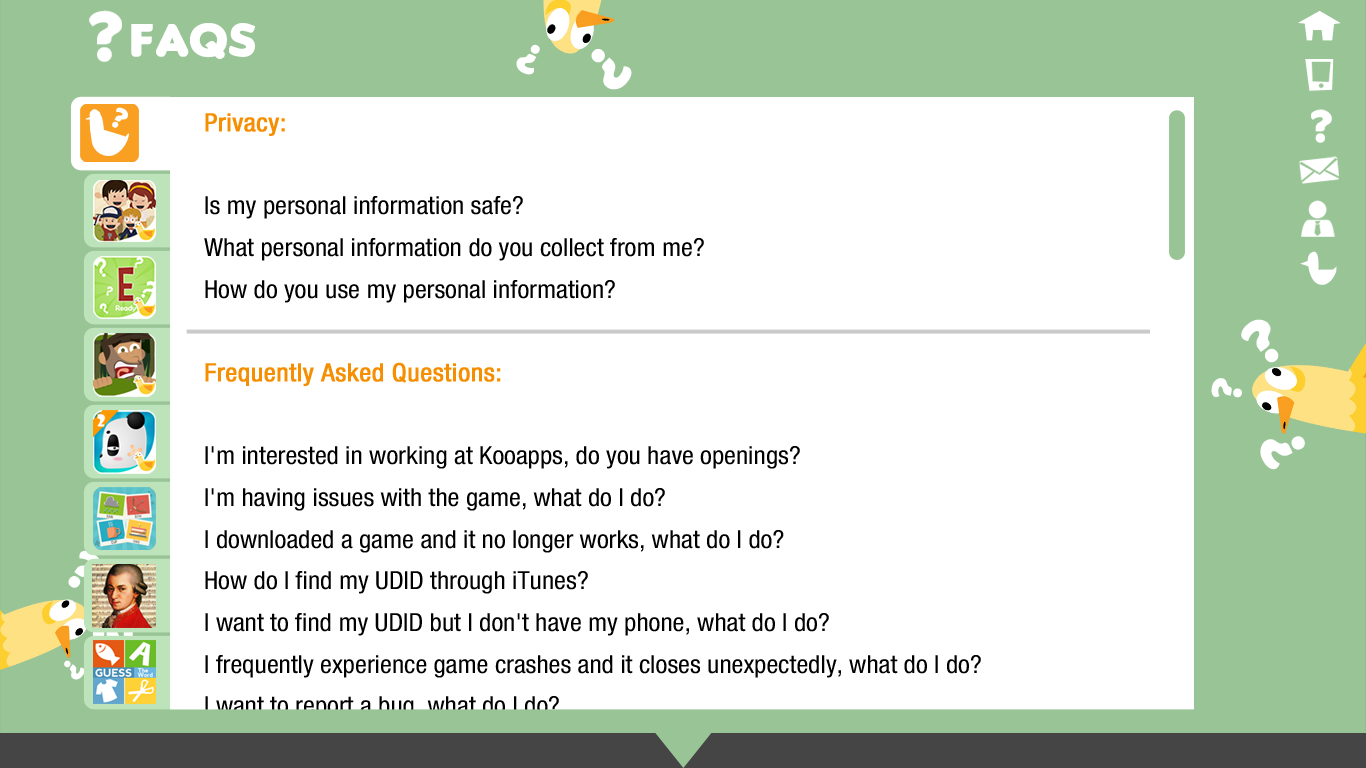 ? FAQS
Privacy:
Is my personal information safe?
What personal information do you collect from me?
How do you use my personal information?
Frequently Asked Questions:
I'm interested in working at Kooapps, do you have openings?
I'm having issues with the game, what do I do?
I downloaded a game and it no longer works, what do I do?
How do I find my UDID through iTunes?
I want to find my UDID but I don't have my phone, what do I do?
I frequently experience game crashes and it closes unexpectedly, what do I do?
I want to report a bug, what do I do?
E
Ready
2
A
GUESS The Word